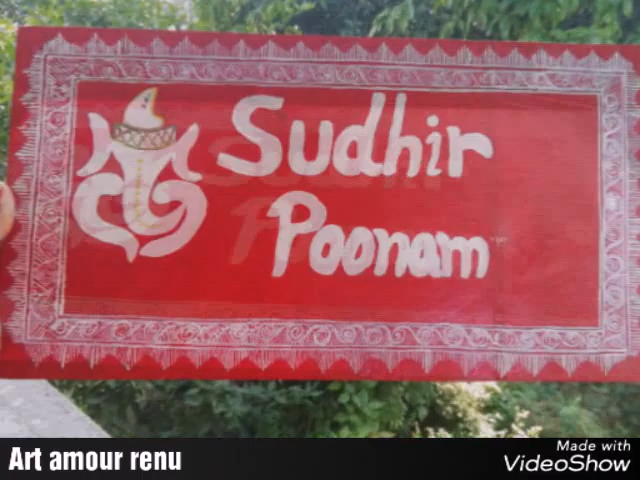 Sudhir
Poonam
Art amour renu
Made with
VideoShow